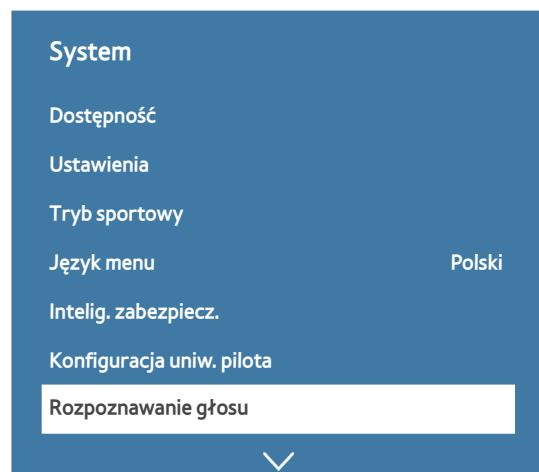 System
Dostępność
Ustawienia
Tryb sportowy
Język menu Polski
Intelig. zabezpiecz.
Konfiguracja uniw. pilota
Rozpoznawanie głosu